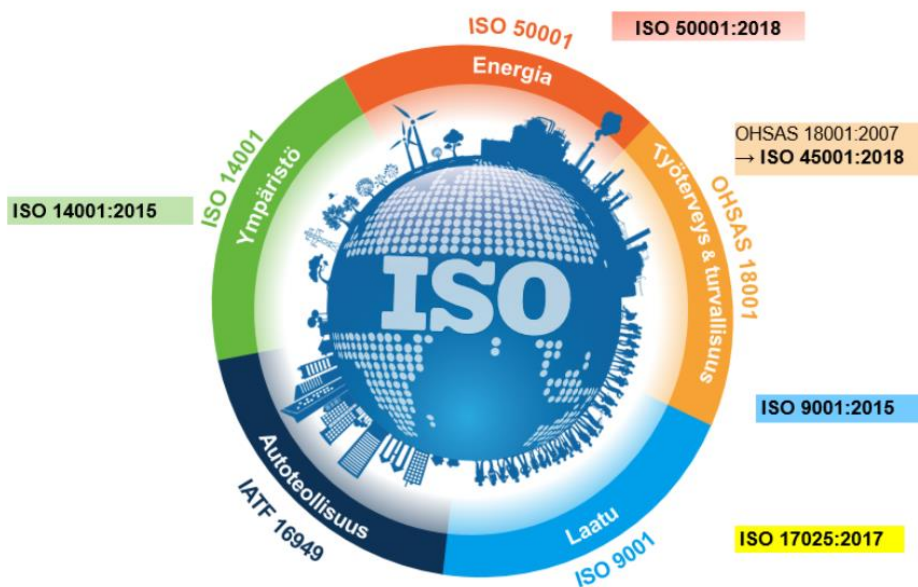 ISO 50001
ISO 50001:2018
Energia
OHSAS 18001:2007
→ ISO 45001:2018
Työterveys & turvallisuus
OHSAS 18001
ISO 14001
Ympäristö
ISO 14001:2015
ISO
ISO 9001:2015
Autoteollisuus
IATF 16949
Laatu
ISO 9001
ISO 17025:2017